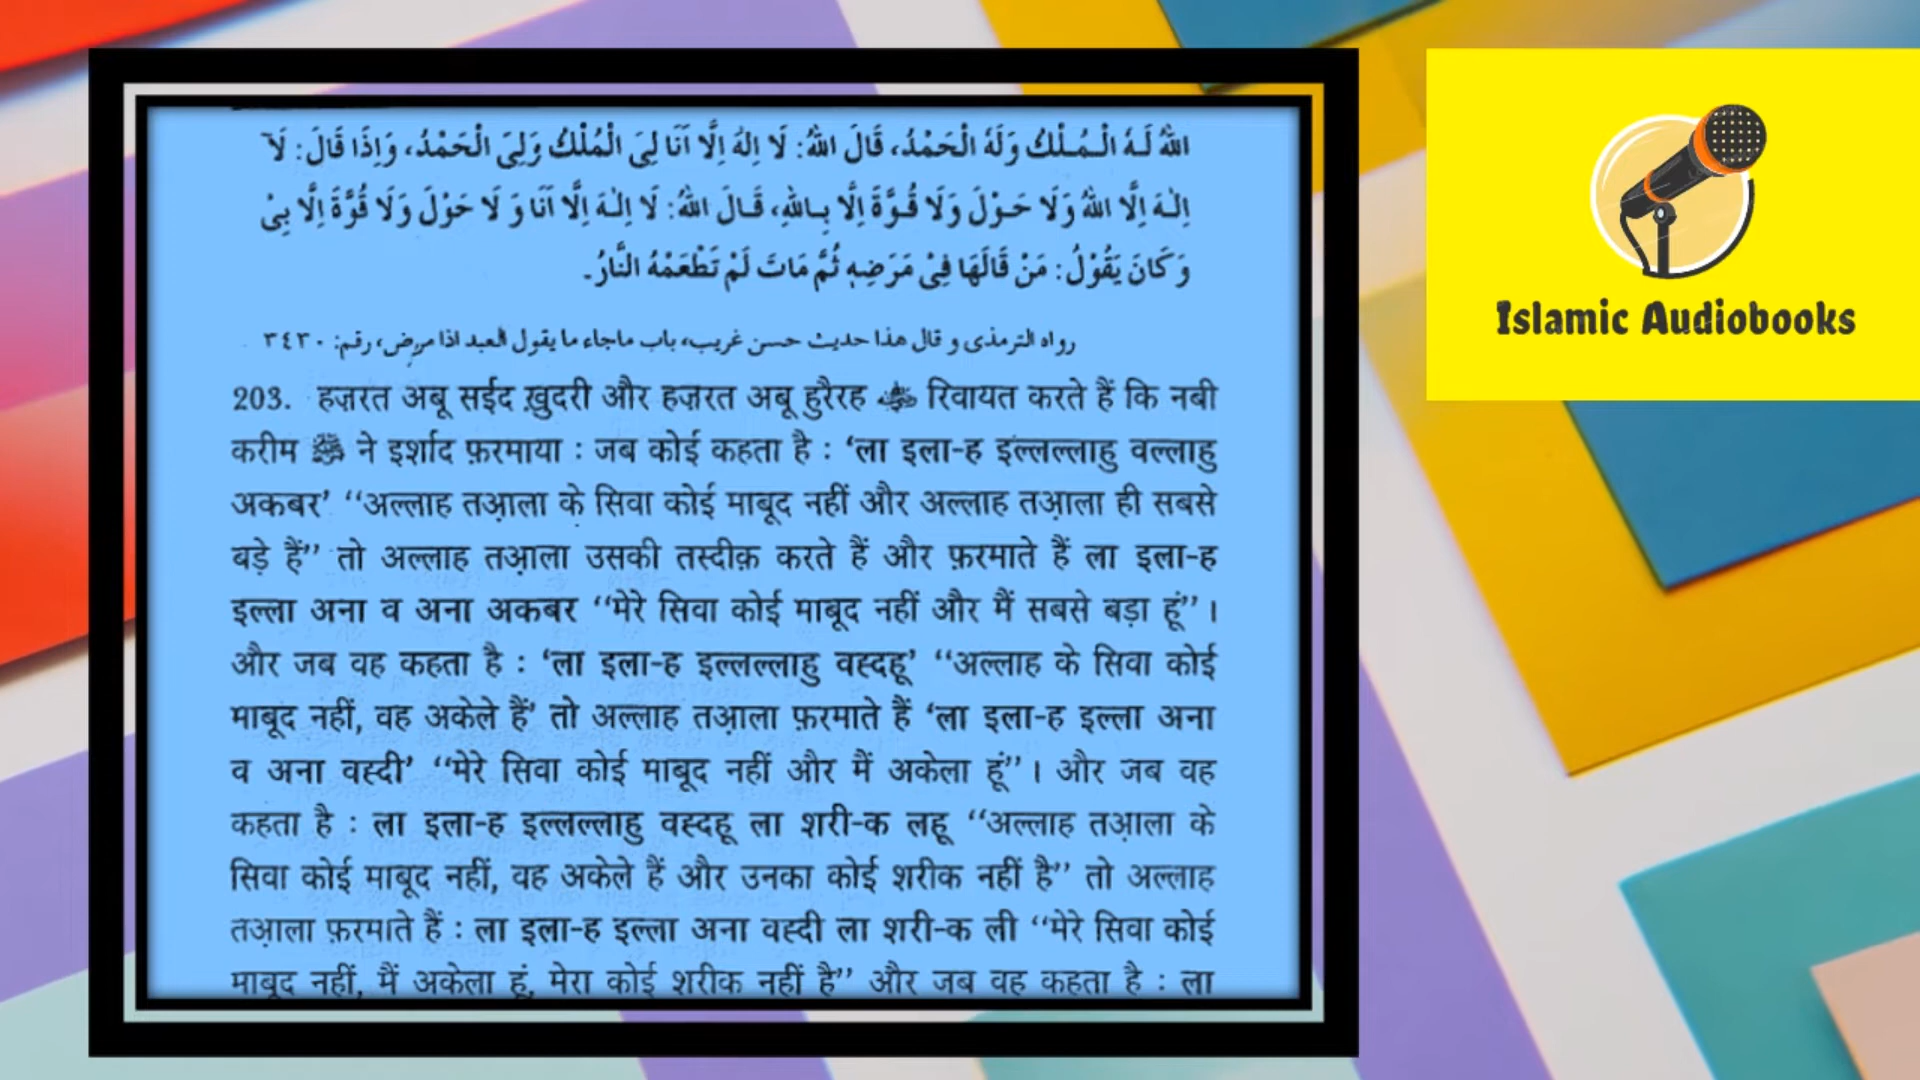 اللهُ لَهُ الْمُلْكُ وَلَهُ الْحَمْدُ، قَالَ اللهُ: لَا اِلٰهَ اِلَّا اَنَا لِيَ الْمُلْكُ وَلِيَ الْحَمْدُ، وَاِذَا قَالَ: لَآ
اِلٰهَ اِلَّا اللهُ وَلَا حَوْلَ وَلَا قُوَّةَ اِلَّا بِاللهِ، قَالَ اللهُ: لَا اِلٰهَ اِلَّا اَنَا وَ لَا حَوْلَ وَلَا قُوَّةَ اِلَّا بِيْ
وَ كَانَ يَقُوْلُ: مَنْ قَالَهَا فِيْ مَرَضِهٖ ثُمَّ مَاتَ لَمْ تَطْعَمْهُ النَّارُ۔
رواه الترمذى و قال هذا حديث حسن غريب، باب ماجاء ما يقول العبد اذا مرض، رقم: ٣٤٣٠
203. हज़रत अबू सईद ख़ुदरी और हज़रत अबू हुरैरह ؓ रिवायत करते हैं कि नबी
करीम ﷺ ने इर्शाद फ़रमाया : जब कोई कहता है : ‘ला इला-ह इल्लल्लाहु वल्लाहु
अकबर’ ‘‘अल्लाह तआ़ला के सिवा कोई माबूद नहीं और अल्लाह तआ़ला ही सबसे
बड़े हैं’’ तो अल्लाह तआ़ला उसकी तस्दीक़ करते हैं और फ़रमाते हैं ला इला-ह
इल्ला अना व अना अकबर ‘‘मेरे सिवा कोई माबूद नहीं और मैं सबसे बड़ा हूं’’ ।
और जब वह कहता है : ‘ला इला-ह इल्लल्लाहु वह्दहू’ ‘‘अल्लाह के सिवा कोई
माबूद नहीं, वह अकेले हैं’ तो अल्लाह तआ़ला फ़रमाते हैं ‘ला इला-ह इल्ला अना
व अना वह्दी’ ‘‘मेरे सिवा कोई माबूद नहीं और मैं अकेला हूं’’ । और जब वह
कहता है : ला इला-ह इल्लल्लाहु वह्दहू ला शरी-क लहू ‘‘अल्लाह तआ़ला के
सिवा कोई माबूद नहीं, वह अकेले हैं और उनका कोई शरीक नहीं है’’ तो अल्लाह
तआ़ला फ़रमाते हैं : ला इला-ह इल्ला अना वह्दी ला शरी-क ली ‘‘मेरे सिवा कोई
माबूद नहीं, मैं अकेला हूं, मेरा कोई शरीक नहीं है’’ और जब वह कहता है : ला
Islamic Audiobooks